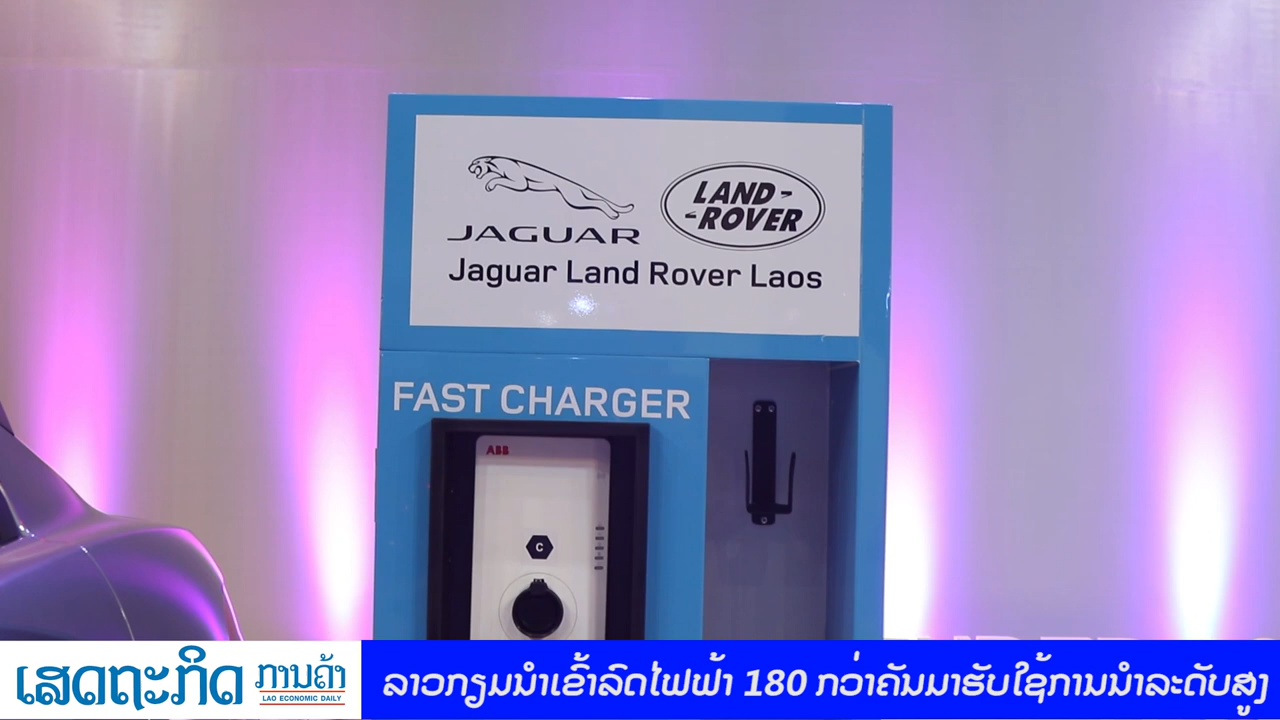 JAGUAR
LAND-
-ROVER
Jaguar Land Rover Laos
FAST CHARGER
ABB
C
ເສດຖະກິດ ການຄ້າ
LAO ECONOMIC DAILY
ລາວກຽມນຳເຂົ້າລົດໄຟຟ້າ 180 ກວ່າຄັນມາຮັບໃຊ້ການນຳລະດັບສູງ